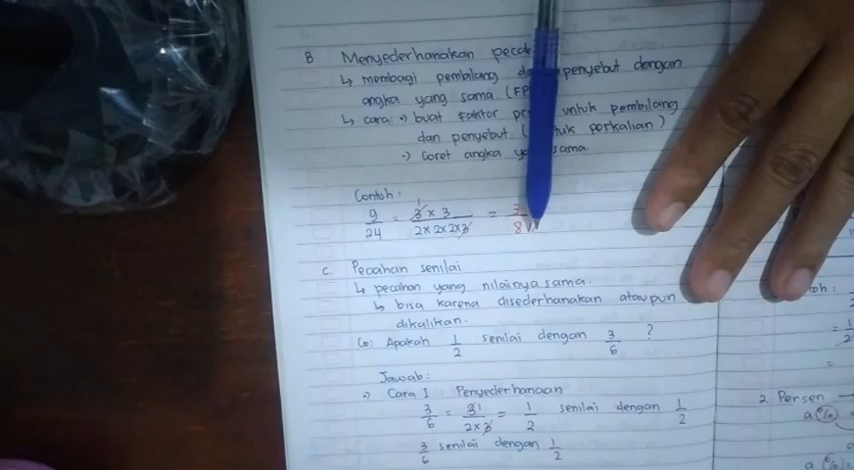 B Menyederhanakan
↳ membagi pembilang penyebut dengan
angka yang sama (FP
↳ cara: •) buat faktor untuk pembilang
dan penyebut ( perkalian)
•) Coret angka sama.
Contoh:
9/24 = 3 × 3 / 2 × 2 × 2 × 3 = 3/8
C. Pecahan senilai
↳ pecahan yang nilainya sama.
↳ bisa karena disederhanakan ataupun
dikalikan.
Co: Apakah 1/2 senilai dengan 3/6 ?
Jawab:
•) Cara I : Penyederhanaan
3/6 = 3 1 / 2 × 3 = 1/2 senilai dengan 1/2
3/6 senilai dengan 1/2
toh:
2. Persen